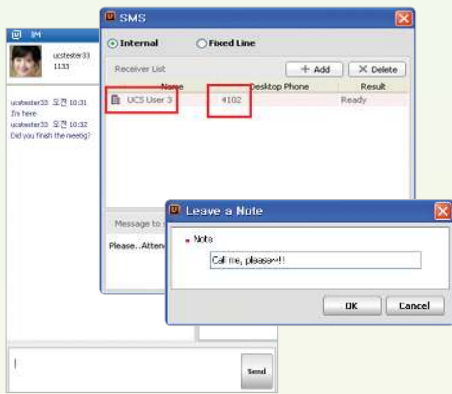 IM
ucstester33
1133
ucstester33 오전 10:31
I'm here
ucstester33 오전 10:32
Did you finish the meebg?
Send
SMS
Internal
Fixed Line
Receiver List
+ Add
Delete
Name Desktop Phone Result
UCS User 3 4102 Ready
Message to
Please..Atten
Leave a Note
Note
Call me, please~!!
OK
Cancel